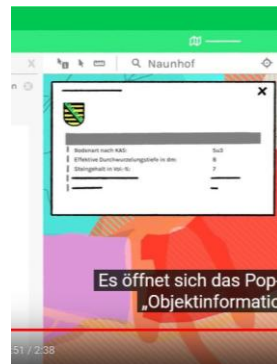 Naunhof
Bodenart nach KA5: Su3
Effektive Durchwurzelungstiefe in dm: 8
Steingehalt in Vol-%: 7
Es öffnet sich das Pop-
„Objektinformatio
:51 / 2:38